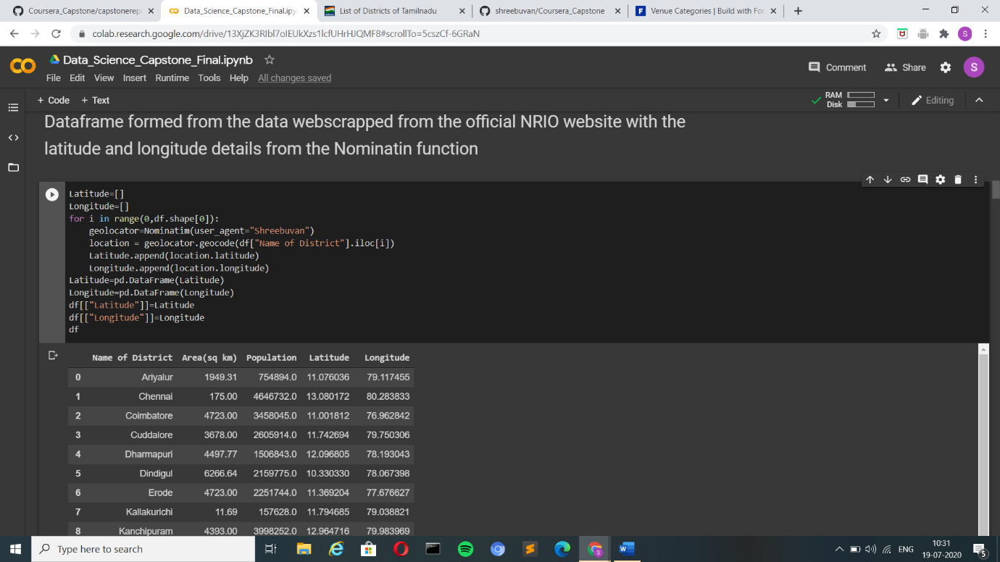 Coursera_Capstone/capstonerep
Data_Science_Capstone_Final.ipy
List of Districts of Tamilnadu
shreebuvan/Coursera_Capstone
Venue Categories | Build with Fou
colab.research.google.com/drive/13XjZK3RIbl7oIEUkXzs1lcfUHrHJQMF8#scrollTo=5cszCf-6GRaN
S
Data_Science_Capstone_Final.ipynb
Comment
Share
S
File Edit View Insert Runtime Tools Help All changes saved
+ Code + Text
RAM
Disk
Editing
Dataframe formed from the data webscrapped from the official NRIO website with the
latitude and longitude details from the Nominatin function
Latitude=[]
Longitude=[]
for i in range(0,df.shape[0]):
geolocator=Nominatim(user_agent="Shreebuvan")
location = geolocator.geocode(df["Name of District"].iloc[i])
Latitude.append(location.latitude)
Longitude.append(location.longitude)
Latitude=pd.DataFrame(Latitude)
Longitude=pd.DataFrame(Longitude)
df[["Latitude"]]=Latitude
df[["Longitude"]]=Longitude
df
Name of District Area(sq km) Population Latitude Longitude
0 Ariyalur 1949.31 754894.0 11.076036 79.117455
1 Chennai 175.00 4646732.0 13.080172 80.283833
2 Coimbatore 4723.00 3458045.0 11.001812 76.962842
3 Cuddalore 3678.00 2605914.0 11.742694 79.750306
4 Dharmapuri 4497.77 1506843.0 12.096805 78.193043
5 Dindigul 6266.64 2159775.0 10.330330 78.067398
6 Erode 4723.00 2251744.0 11.369204 77.676627
7 Kallakurichi 11.69 157628.0 11.794685 79.038821
8 Kanchipuram 4393.00 3998252.0 12.964716 79.983969
Type here to search
ENG
10:31
19-07-2020
5